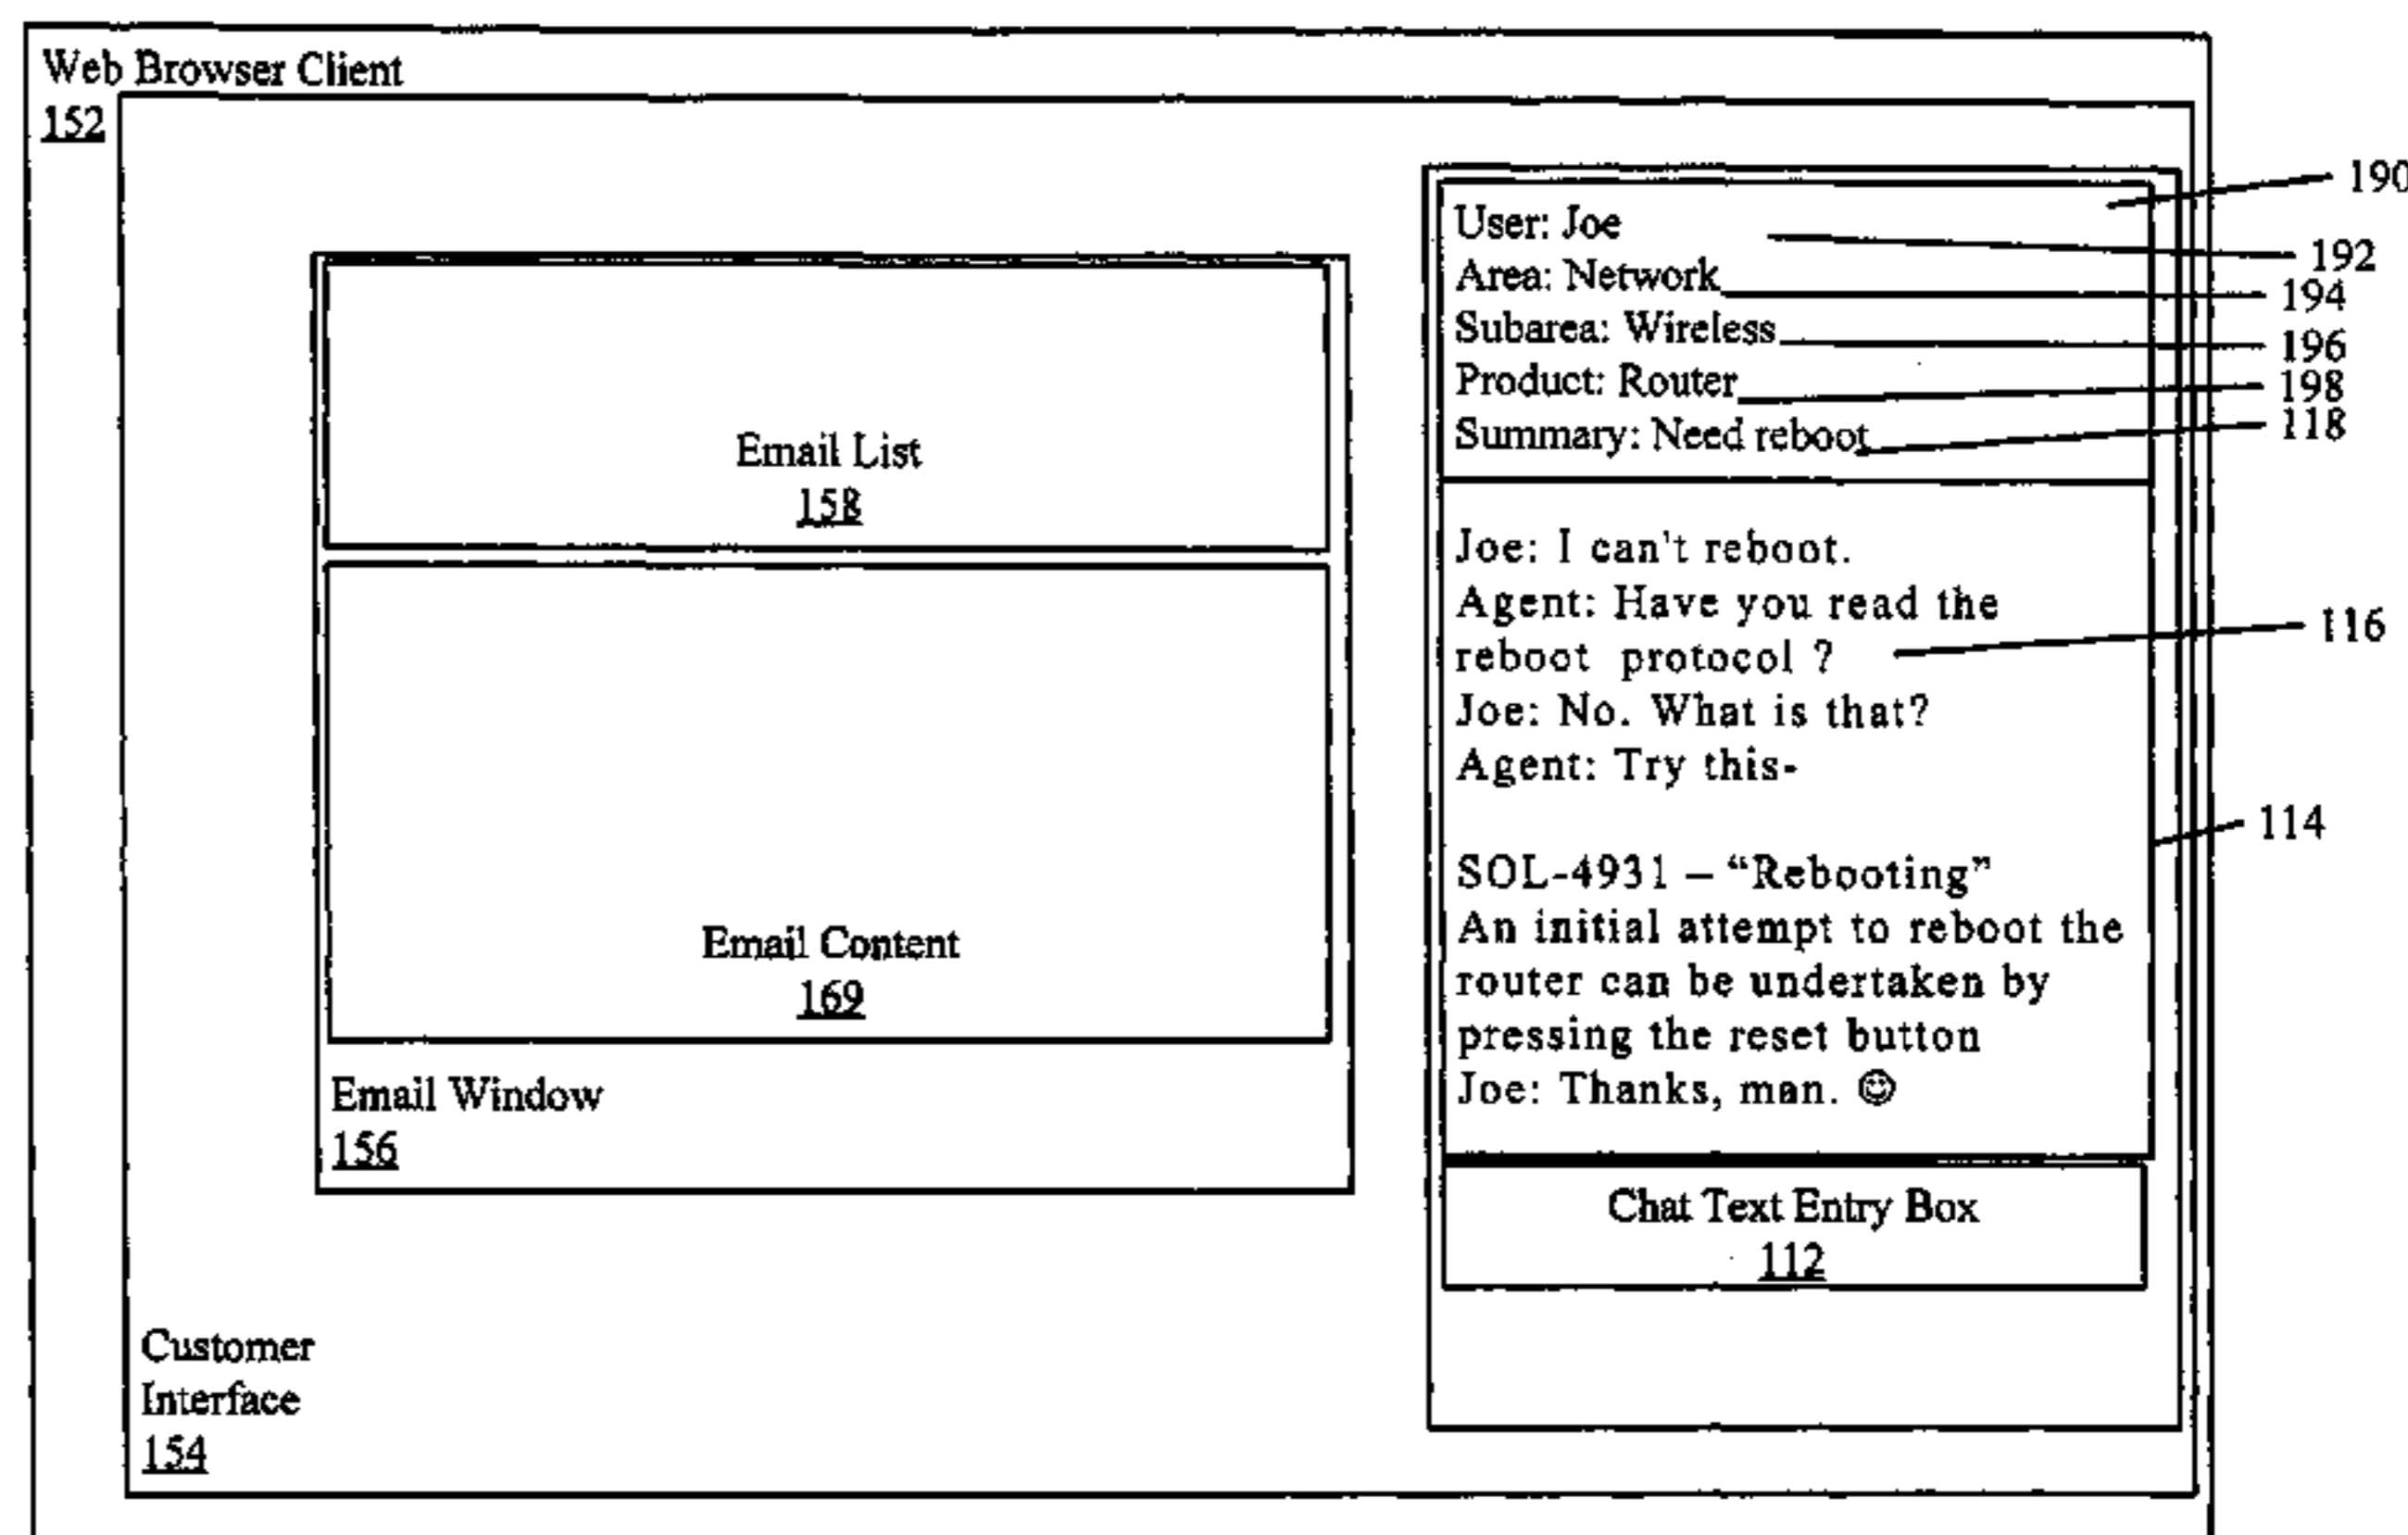 Web Browser Client
152
Email List
158
Email Content
169
Email Window
156
Customer
Interface
154
User: Joe
Area: Network
Subarea: Wireless
Product: Router
Summary: Need reboot
Joe: I can't reboot.
Agent: Have you read the
reboot protocol ?
Joe: No. What is that?
Agent: Try this-
SOL-4931 – “Rebooting”
An initial attempt to reboot the
router can be undertaken by
pressing the reset button
Joe: Thanks, man. ☺
Chat Text Entry Box
112
190
192
194
196
198
118
116
114